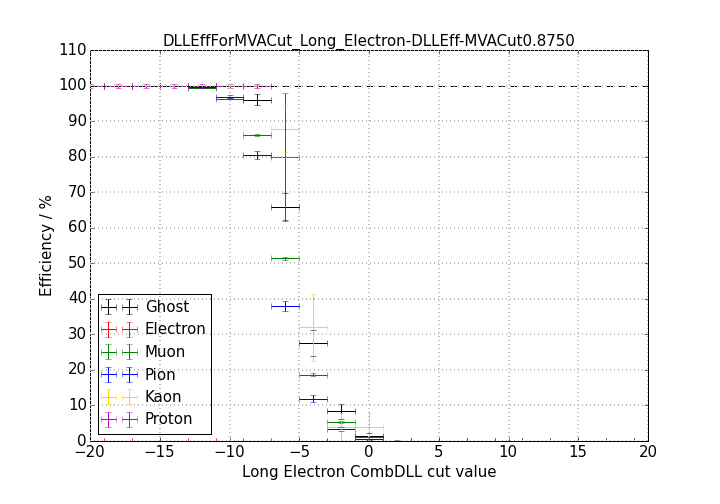 DLLEffForMVACut_Long_Electron-DLLEff-MVACut0.8750
110
100
90
80
70
60
50
40
30
20
10
0
Efficiency / %
Ghost
Electron
Muon
Pion
Kaon
Proton
−20 −15 −10 −5 0 5 10 15 20
Long Electron CombDLL cut value